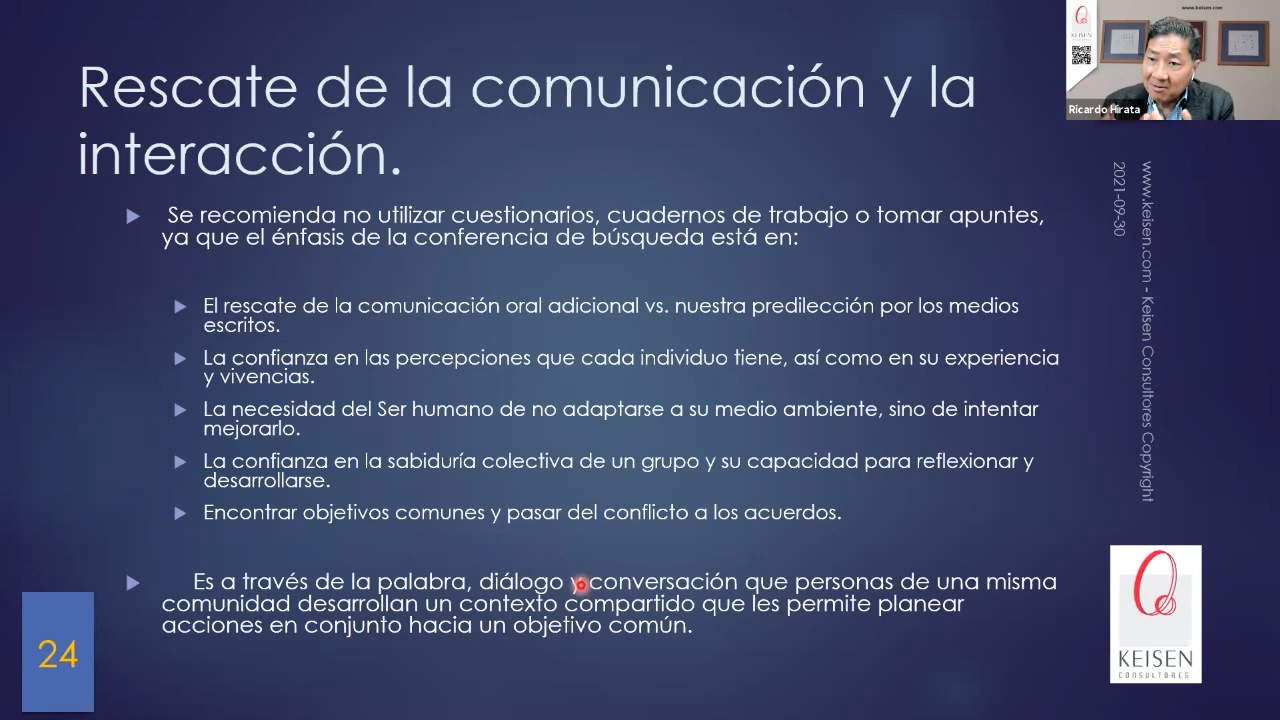 www.keisen.com
KEISEN
Ricardo Hirata
Rescate de la comunicación y la
interacción.
Se recomienda no utilizar cuestionarios, cuadernos de trabajo o tomar apuntes,
ya que el énfasis de la conferencia de búsqueda está en:
El rescate de la comunicación oral adicional vs. nuestra predilección por los medios
escritos.
La confianza en las percepciones que cada individuo tiene, así como en su experiencia
y vivencias.
La necesidad del Ser humano de no adaptarse a su medio ambiente, sino de intentar
mejorarlo.
La confianza en la sabiduría colectiva de un grupo y su capacidad para reflexionar y
desarrollarse.
Encontrar objetivos comunes y pasar del conflicto a los acuerdos.
Es a través de la palabra, diálogo y conversación que personas de una misma
comunidad desarrollan un contexto compartido que les permite planear
acciones en conjunto hacia un objetivo común.
www.keisen.com - Keisen Consultores Copyright
2021-09-30
KEISEN
CONSULTORES
24